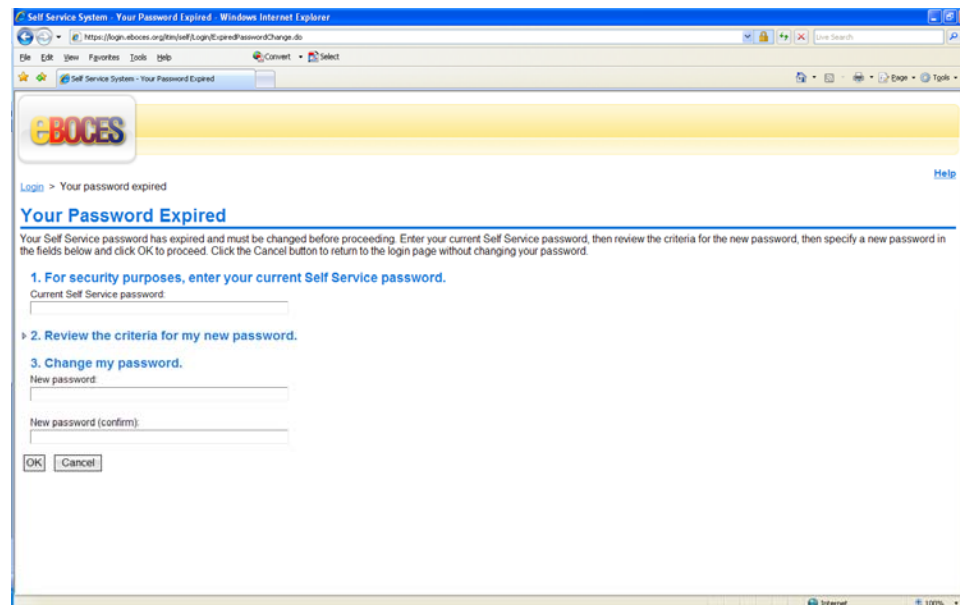 Self Service System - Your Password Expired - Windows Internet Explorer
https://login.eboces.org/itim/self/Login/ExpiredPasswordChange.do
Live Search
File Edit View Favorites Tools Help
Convert Select
Self Service System - Your Password Expired
Page Tools
eBOCES
Help
Login > Your password expired
Your Password Expired
Your Self Service password has expired and must be changed before proceeding. Enter your current Self Service password, then review the criteria for the new password, then specify a new password in
the fields below and click OK to proceed. Click the Cancel button to return to the login page without changing your password.
1. For security purposes, enter your current Self Service password.
Current Self Service password:
2. Review the criteria for my new password.
3. Change my password.
New password:
New password (confirm):
OK Cancel
Internet 100%